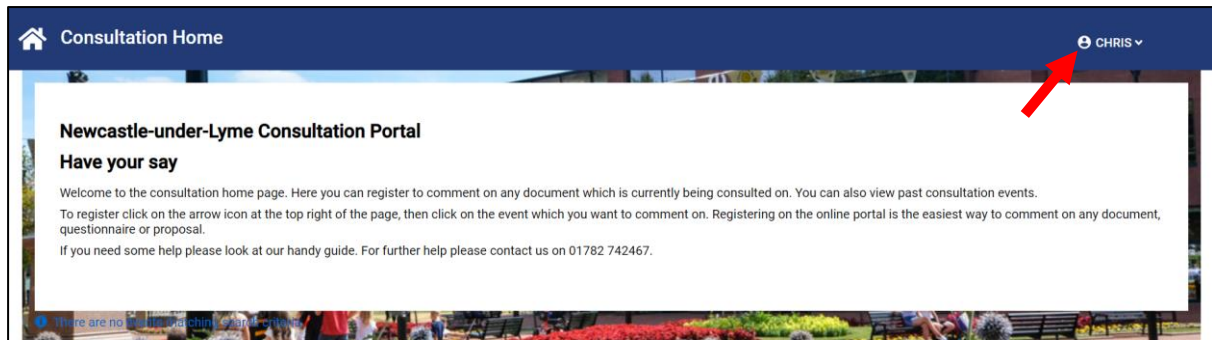 Consultation Home
CHRIS
Newcastle-under-Lyme Consultation Portal
Have your say
Welcome to the consultation home page. Here you can register to comment on any document which is currently being consulted on. You can also view past consultation events.
To register click on the arrow icon at the top right of the page, then click on the event which you want to comment on. Registering on the online portal is the easiest way to comment on any document,
questionnaire or proposal.
If you need some help please look at our handy guide. For further help please contact us on 01782 742467.
There are no events matching search criteria